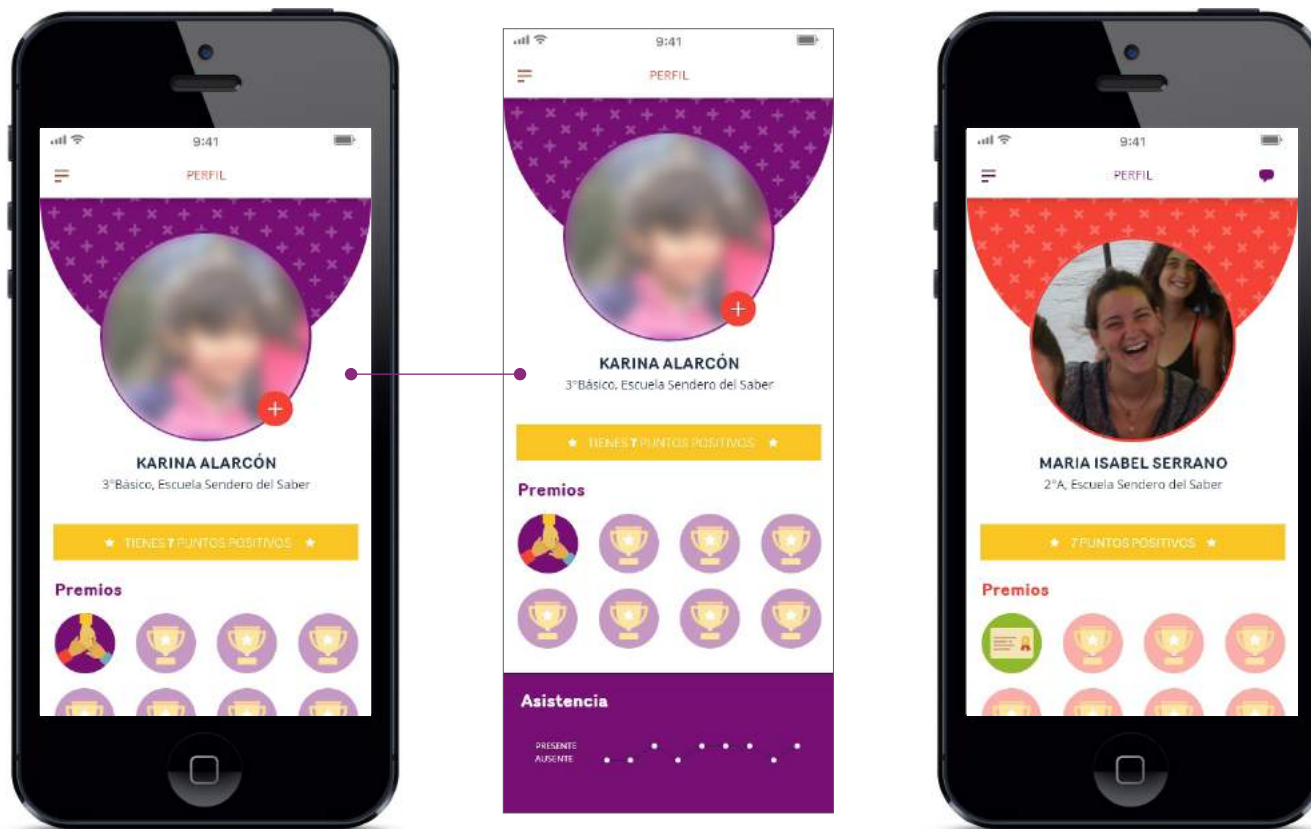 9:41
PERFIL
KARINA ALARCÓN
3°Básico, Escuela Sendero del Saber
★ TIENES 7 PUNTOS POSITIVOS ★
Premios
9:41
PERFIL
KARINA ALARCÓN
3°Básico, Escuela Sendero del Saber
★ TIENES 7 PUNTOS POSITIVOS ★
Premios
Asistencia
PRESENTE
AUSENTE
9:41
PERFIL
MARIA ISABEL SERRANO
2°A, Escuela Sendero del Saber
★ 7 PUNTOS POSITIVOS ★
Premios